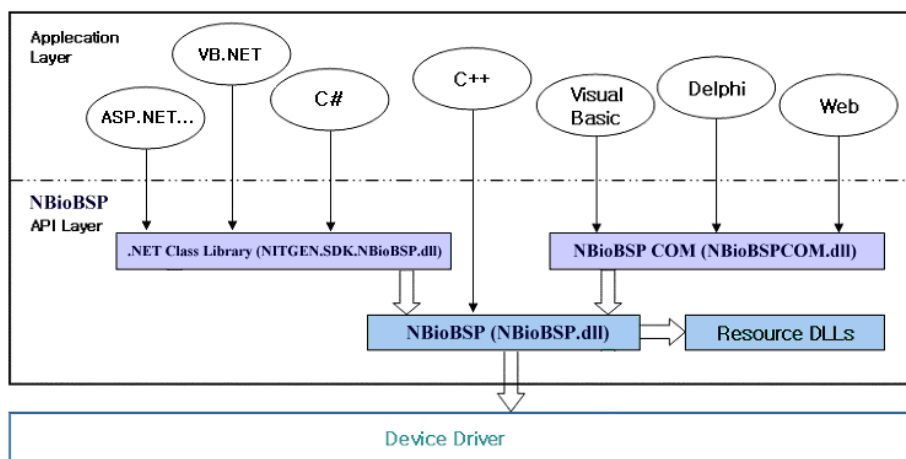 Applecation
Layer
VB.NET
ASP.NET...
C#
C++
Visual
Basic
Delphi
Web
NBioBSP
API Layer
.NET Class Library (NITGEN.SDK.NBioBSP.dll)
NBioBSP COM (NBioBSPCOM.dll)
NBioBSP (NBioBSP.dll)
Resource DLLs
Device Driver